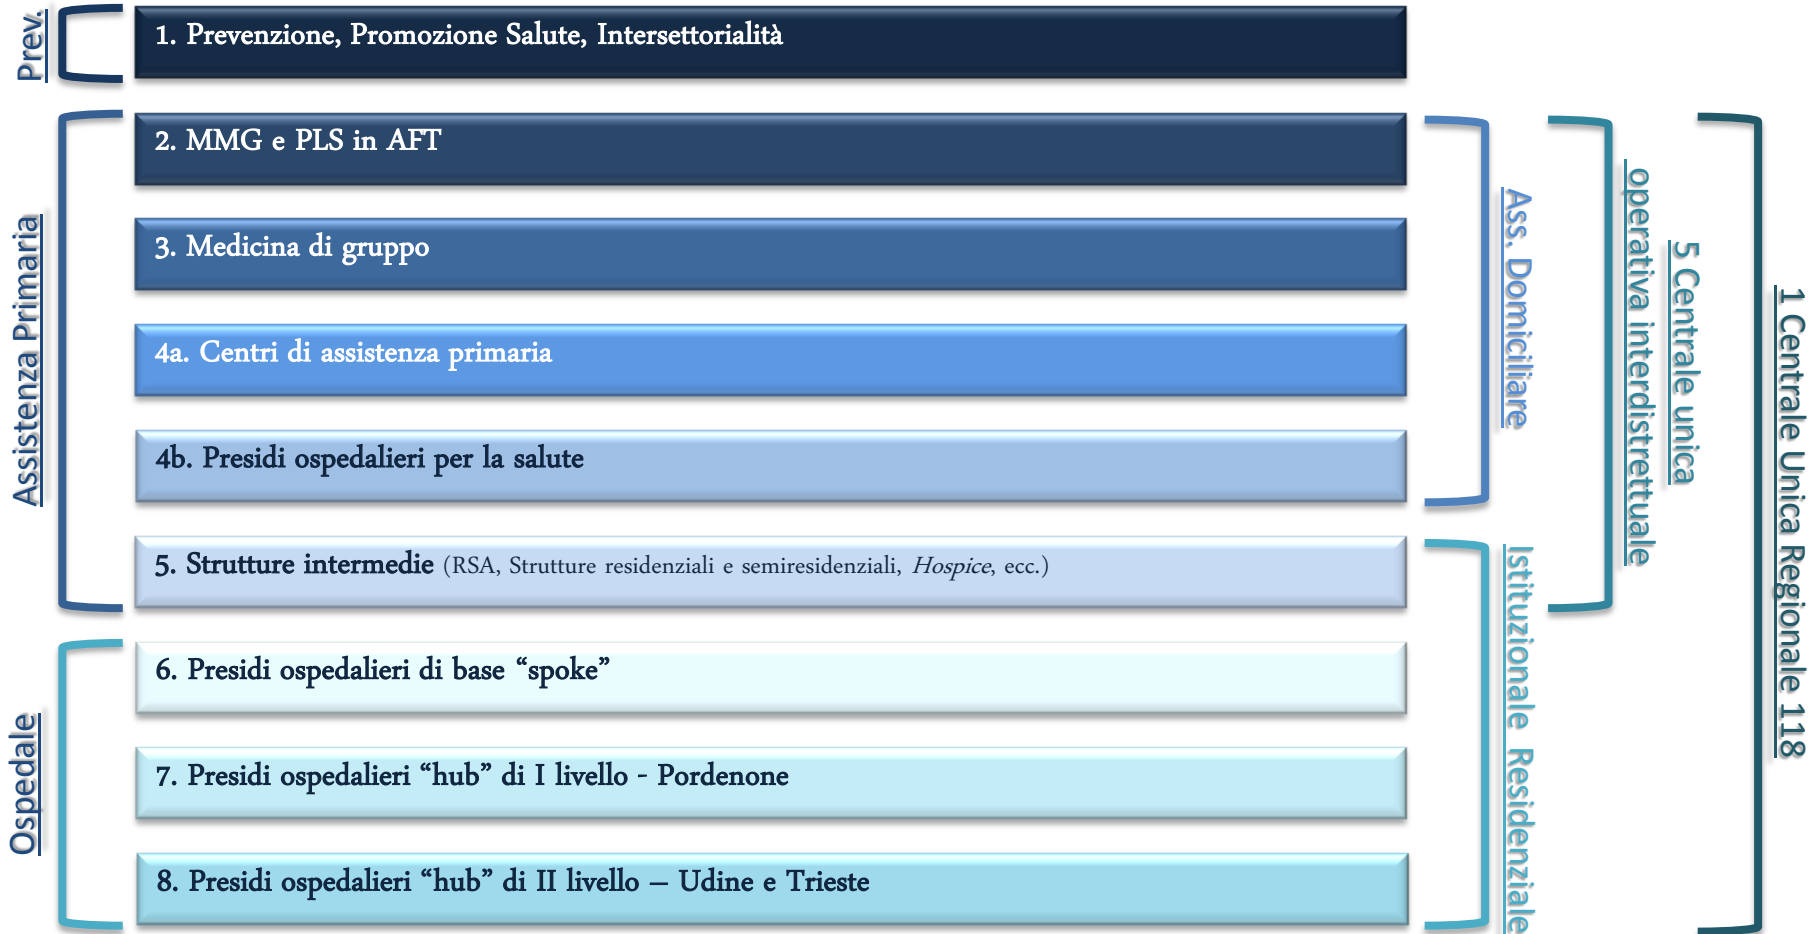 Prev.
1. Prevenzione, Promozione Salute, Intersettorialità
Assistenza Primaria
2. MMG e PLS in AFT
3. Medicina di gruppo
4a. Centri di assistenza primaria
4b. Presidi ospedalieri per la salute
5. Strutture intermedie (RSA, Strutture residenziali e semiresidenziali, Hospice, ecc.)
Ospedale
6. Presidi ospedalieri di base “spoke”
7. Presidi ospedalieri “hub” di I livello - Pordenone
8. Presidi ospedalieri “hub” di II livello – Udine e Trieste
Ass. Domiciliare
Istituzionale Residenziale
5 Centrale unica
operativa interdistrettuale
1 Centrale Unica Regionale 118